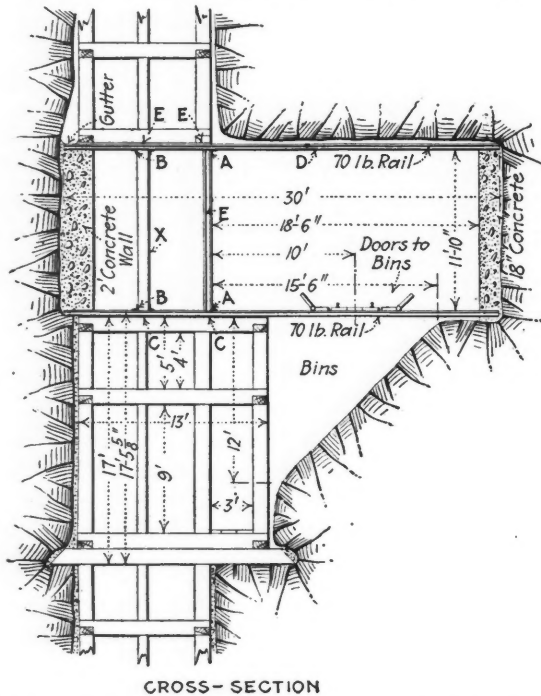 Gutter
E E
B A D 70 lb. Rail
30'
18'-6"
X E
10'
Doors to
Bins
15'-6"
11'-10"
2' Concrete
Wall
18" Concrete
B A
C C 70 lb. Rail
5'
4'
Bins
13'
17'
17'-5 5/8"
9'
12'
3'
CROSS-SECTION